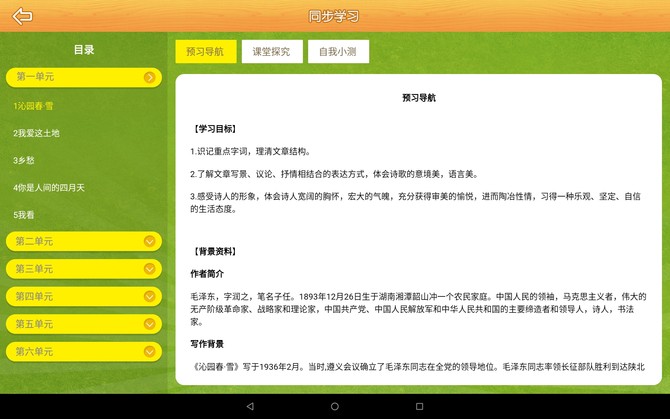 同步学习
目录
第一单元
1沁园春·雪
2我爱这土地
3乡愁
4你是人间的四月天
5我看
第二单元
第三单元
第四单元
第五单元
第六单元
预习导航
课堂探究
自我小测
预习导航
【学习目标】
1.识记重点字词，理清文章结构。
2.了解文章写景、议论、抒情相结合的表达方式，体会诗歌的意境美，语言美。
3.感受诗人的形象，体会诗人宽阔的胸怀，宏大的气魄，充分获得审美的愉悦，进而陶冶性情，习得一种乐观、坚定、自信
的生活态度。
【背景资料】
作者简介
毛泽东，字润之，笔名子任。1893年12月26日生于湖南湘潭韶山冲一个农民家庭。中国人民的领袖，马克思主义者，伟大的
无产阶级革命家、战略家和理论家，中国共产党、中国人民解放军和中华人民共和国的主要缔造者和领导人，诗人，书法
家。
写作背景
《沁园春·雪》写于1936年2月。当时,遵义会议确立了毛泽东同志在全党的领导地位。毛泽东同志率领长征部队胜利到达陕北